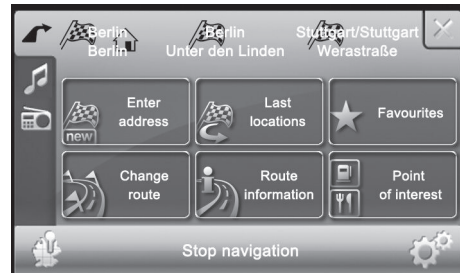 Berlin Berlin Stuttgart/Stuttgart
Berlin Unter den Linden Werastraße
Enter address
Last locations
Favourites
new
Change route
Route information
Point of interest
Stop navigation